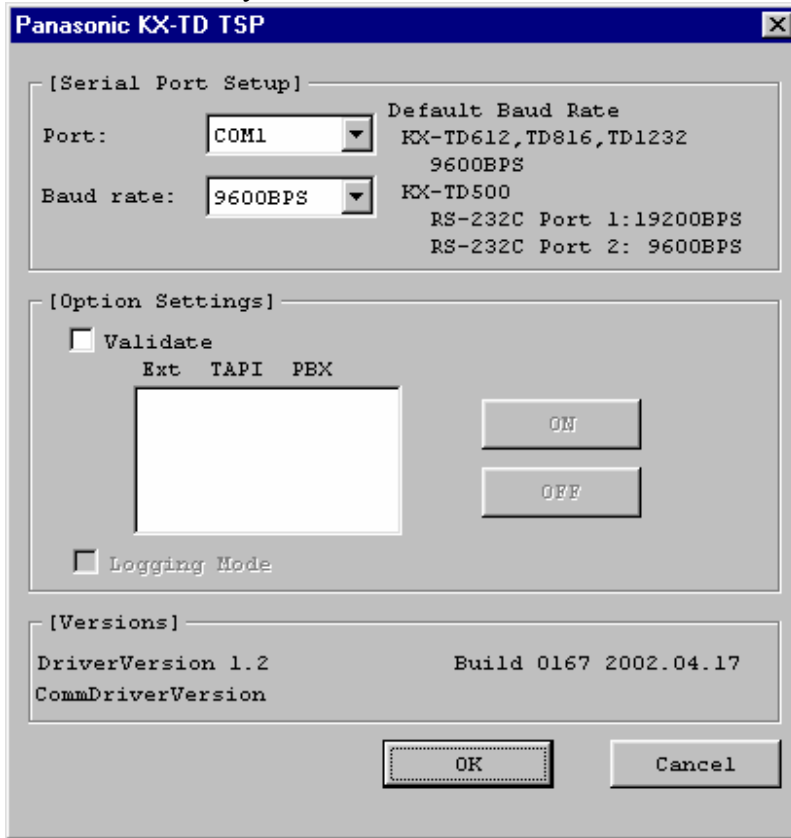 Panasonic KX-TD TSP
[Serial Port Setup]
Port: COM1
Baud rate: 9600BPS
Default Baud Rate
KX-TD612,TD816,TD1232
9600BPS
KX-TD500
RS-232C Port 1:19200BPS
RS-232C Port 2: 9600BPS
[Option Settings]
Validate
Ext TAPI PBX
ON
OFF
Logging Mode
[Versions]
DriverVersion 1.2 Build 0167 2002.04.17
CommDriverVersion
OK Cancel